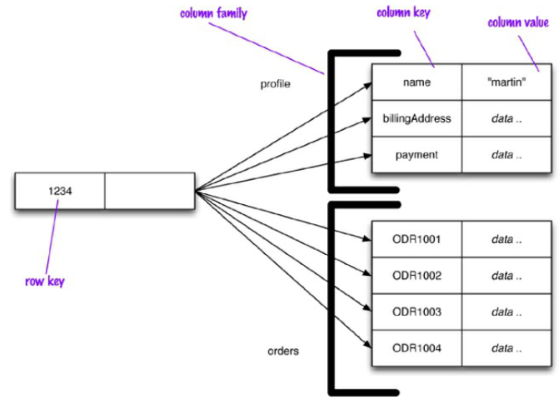 column family
column key
column value
profile
name "martin"
billingAddress data ..
payment data ..
1234
row key
ODR1001 data ..
ODR1002 data ..
ODR1003 data ..
ODR1004 data ..
orders